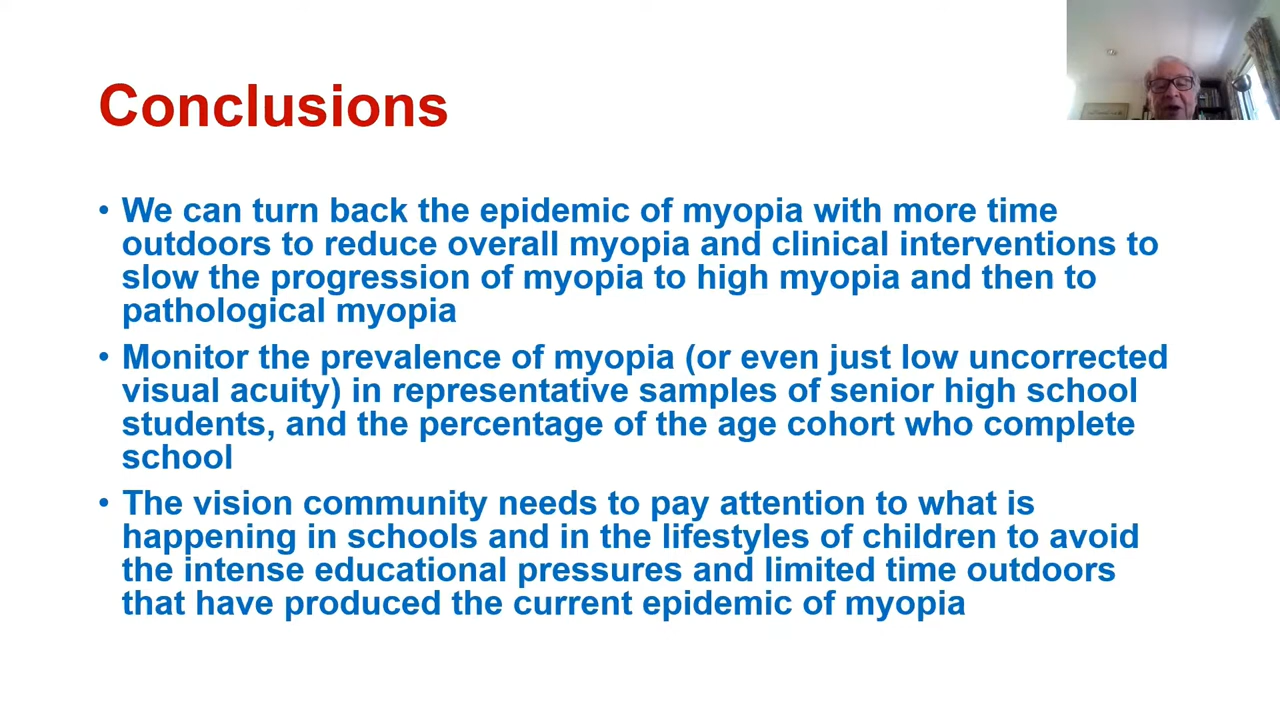 Conclusions
• We can turn back the epidemic of myopia with more time
outdoors to reduce overall myopia and clinical interventions to
slow the progression of myopia to high myopia and then to
pathological myopia
• Monitor the prevalence of myopia (or even just low uncorrected
visual acuity) in representative samples of senior high school
students, and the percentage of the age cohort who complete
school
• The vision community needs to pay attention to what is
happening in schools and in the lifestyles of children to avoid
the intense educational pressures and limited time outdoors
that have produced the current epidemic of myopia